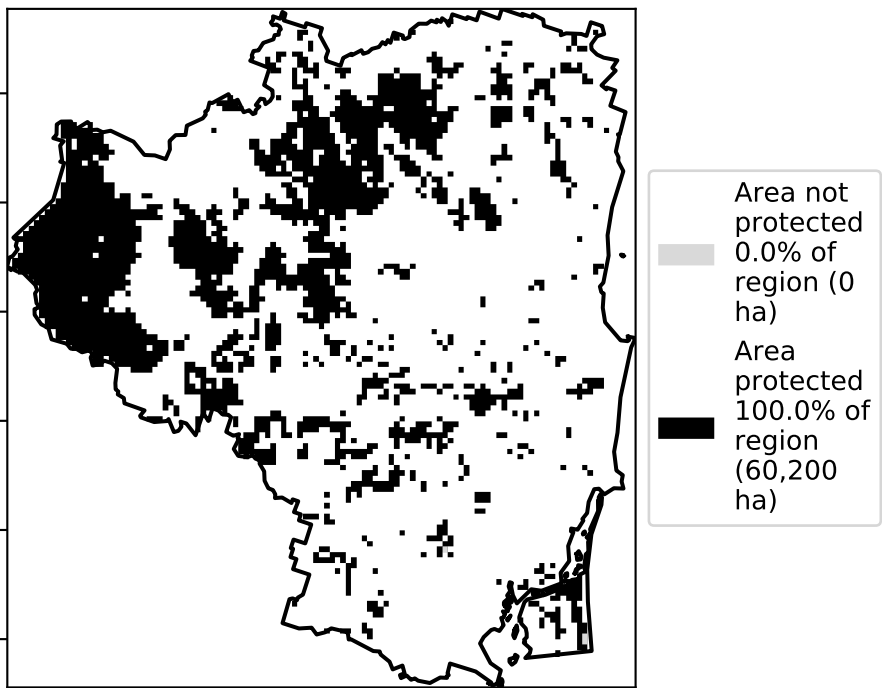 Area not
protected
0.0% of
region (0
ha)
Area
protected
100.0% of
region
(60,200
ha)